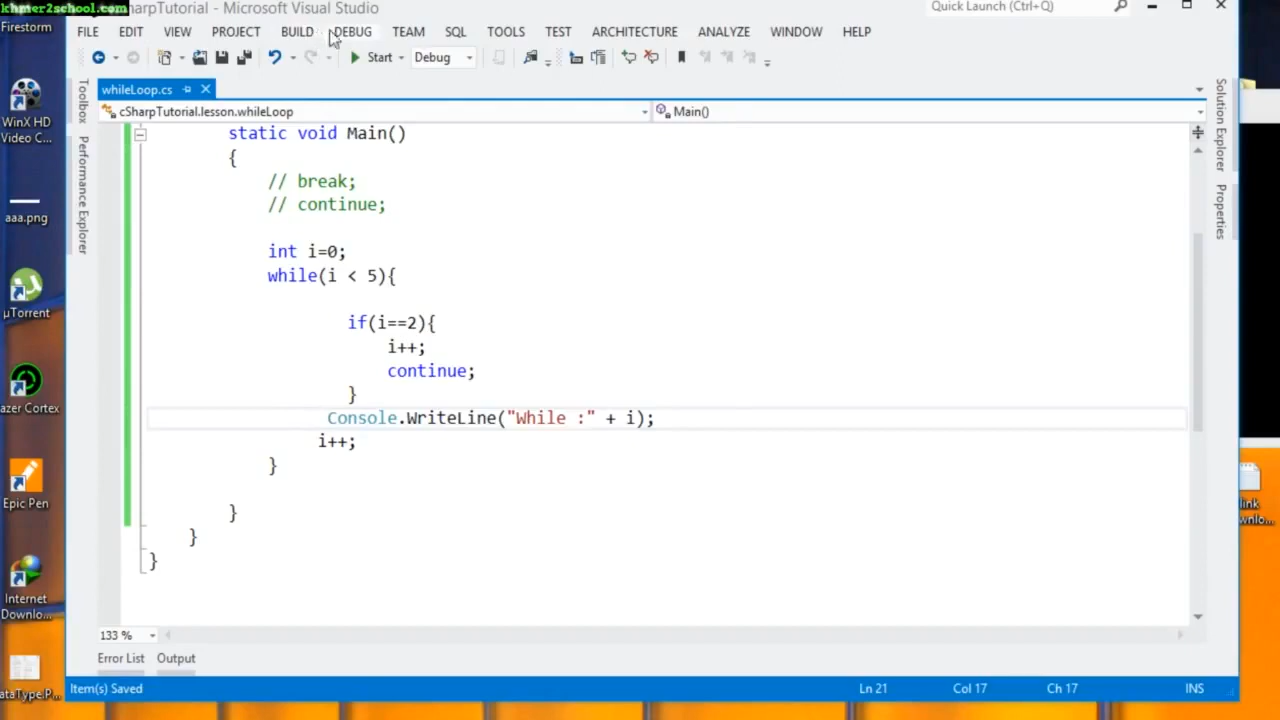 khmer2school.com
SharpTutorial - Microsoft Visual Studio
Quick Launch (Ctrl+Q)
FILE EDIT VIEW PROJECT BUILD DEBUG TEAM SQL TOOLS TEST ARCHITECTURE ANALYZE WINDOW HELP
Start Debug
whileLoop.cs
cSharpTutorial.lesson.whileLoop
Main()
static void Main()
{
// break;
// continue;
int i=0;
while(i < 5){
if(i==2){
i++;
continue;
}
Console.WriteLine("While :" + i);
i++;
}
}
}
}
133 %
Error List Output
Item(s) Saved
Ln 21 Col 17 Ch 17 INS
Toolbox
Performance Explorer
Solution Explorer
Properties
Firestorm
WinX HD
Video C...
aaa.png
µTorrent
azer Cortex
Epic Pen
Internet
Downlo...
ataType.P...
link
wnlo...